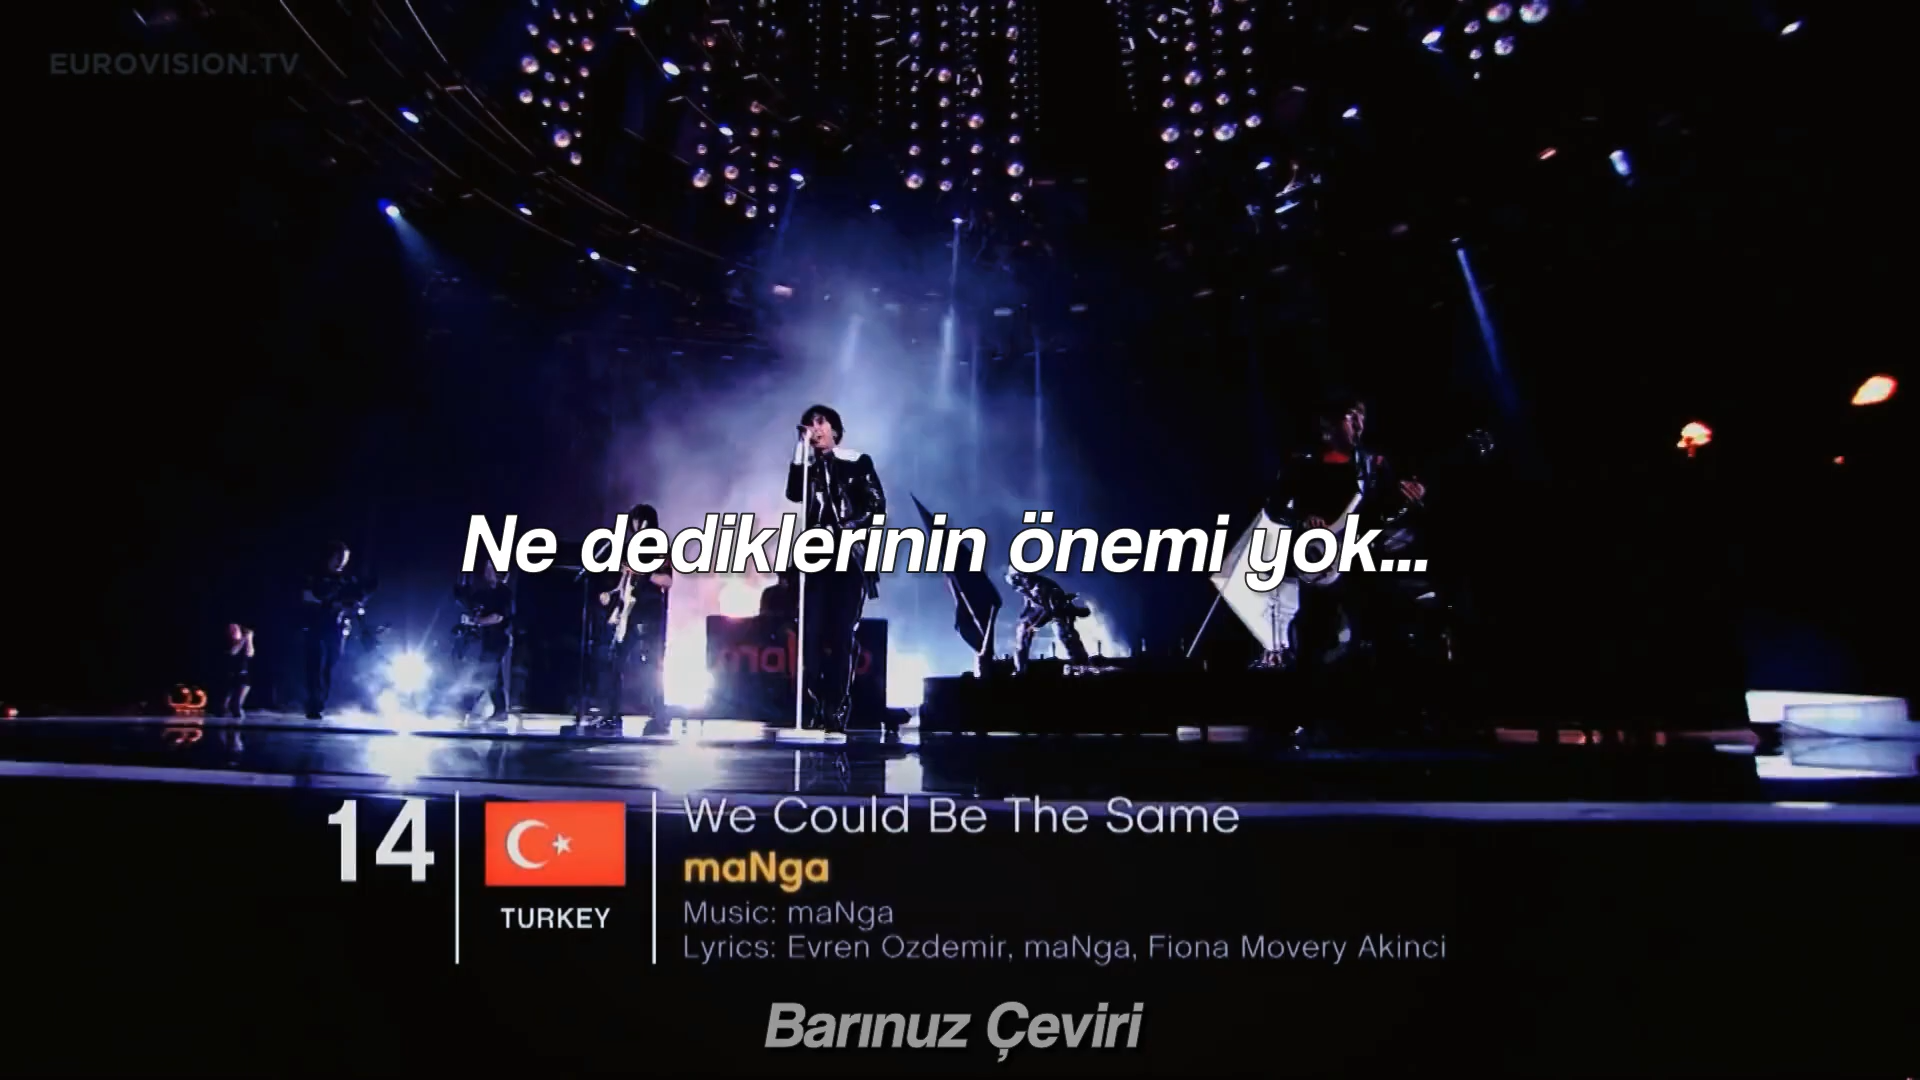 EUROVISION.TV
Ne dediklerinin önemi yok...
14
TURKEY
We Could Be The Same
maNga
Music: maNga
Lyrics: Evren Ozdemir, maNga, Fiona Movery Akinci
Barınuz Çeviri